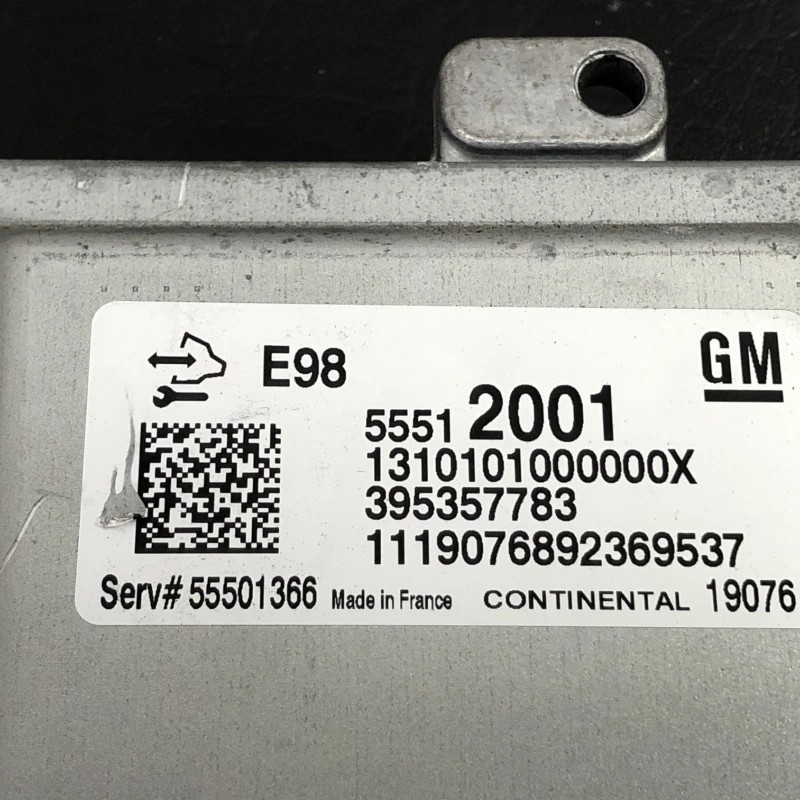 E98
GM
5551 2001
1310101000000X
395357783
1119076892369537
Serv# 55501366 Made in France CONTINENTAL 19076